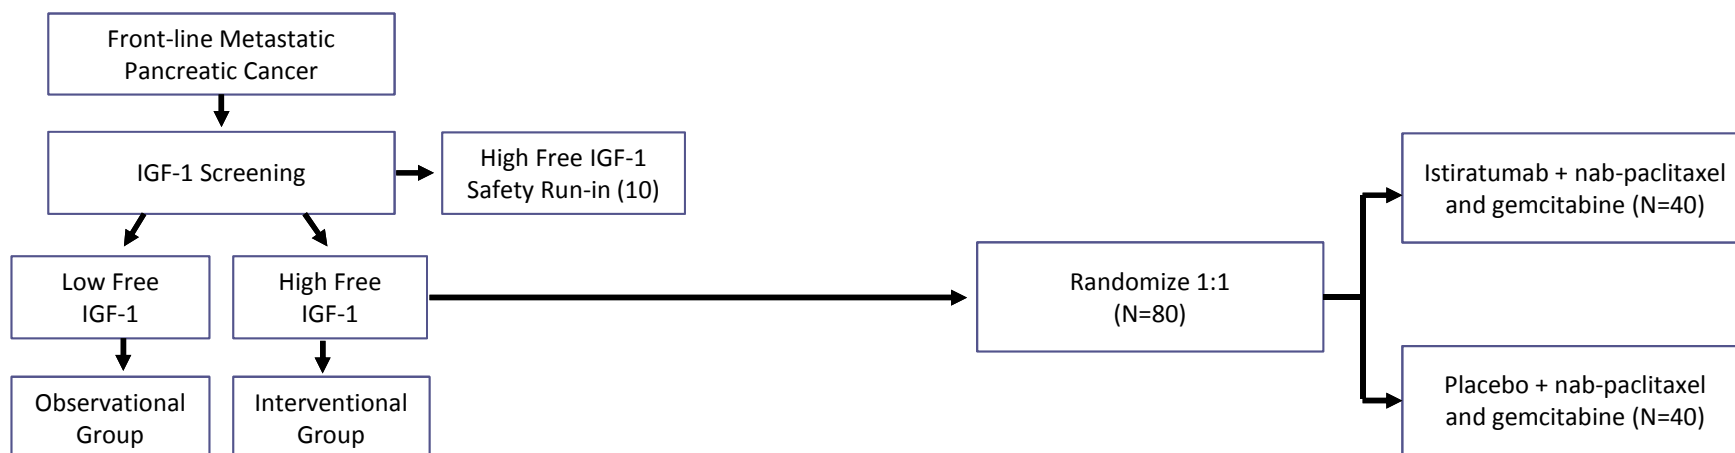 Front-line Metastatic
Pancreatic Cancer
IGF-1 Screening
High Free IGF-1
Safety Run-in (10)
Low Free
IGF-1
High Free
IGF-1
Observational
Group
Interventional
Group
Randomize 1:1
(N=80)
Istiratumab + nab-paclitaxel
and gemcitabine (N=40)
Placebo + nab-paclitaxel
and gemcitabine (N=40)